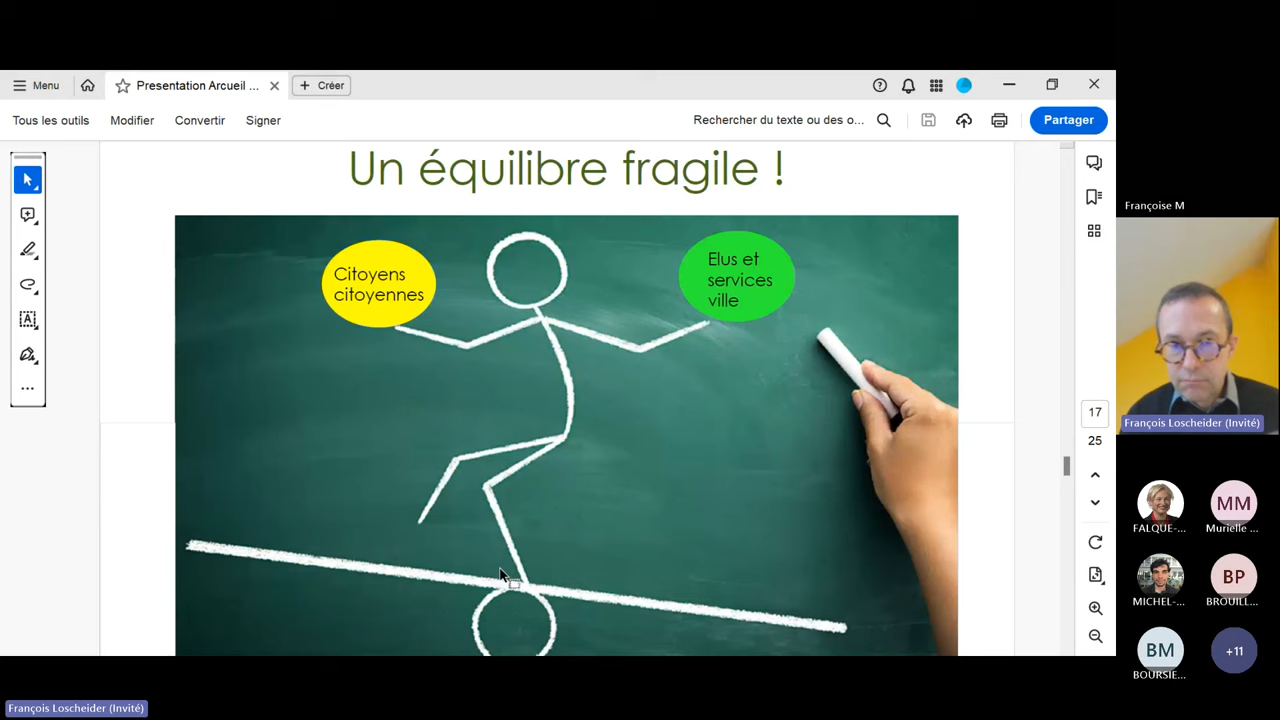 Menu
Presentation Arcueil ...
Créer
Tous les outils
Modifier
Convertir
Signer
Rechercher du texte ou des o...
Partager
Un équilibre fragile !
Citoyens
citoyennes
Elus et
services
ville
17
25
Françoise M
François Loscheider (Invité)
FALQUE-...
MM
Murielle ...
MICHEL-...
BP
BROUILL...
BM
BOURSIE...
+11
François Loscheider (Invité)